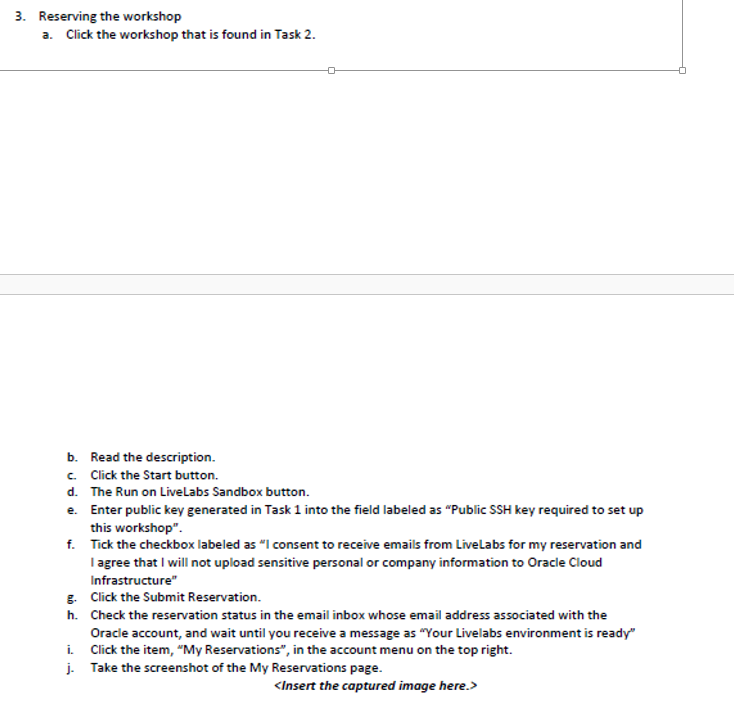 3. Reserving the workshop
a. Click the workshop that is found in Task 2.
b. Read the description.
c. Click the Start button.
d. The Run on LiveLabs Sandbox button.
e. Enter public key generated in Task 1 into the field labeled as “Public SSH key required to set up
this workshop”.
f. Tick the checkbox labeled as “I consent to receive emails from LiveLabs for my reservation and
I agree that I will not upload sensitive personal or company information to Oracle Cloud
Infrastructure”
g. Click the Submit Reservation.
h. Check the reservation status in the email inbox whose email address associated with the
Oracle account, and wait until you receive a message as “Your Livelabs environment is ready”
i. Click the item, “My Reservations”, in the account menu on the top right.
j. Take the screenshot of the My Reservations page.
<Insert the captured image here.>